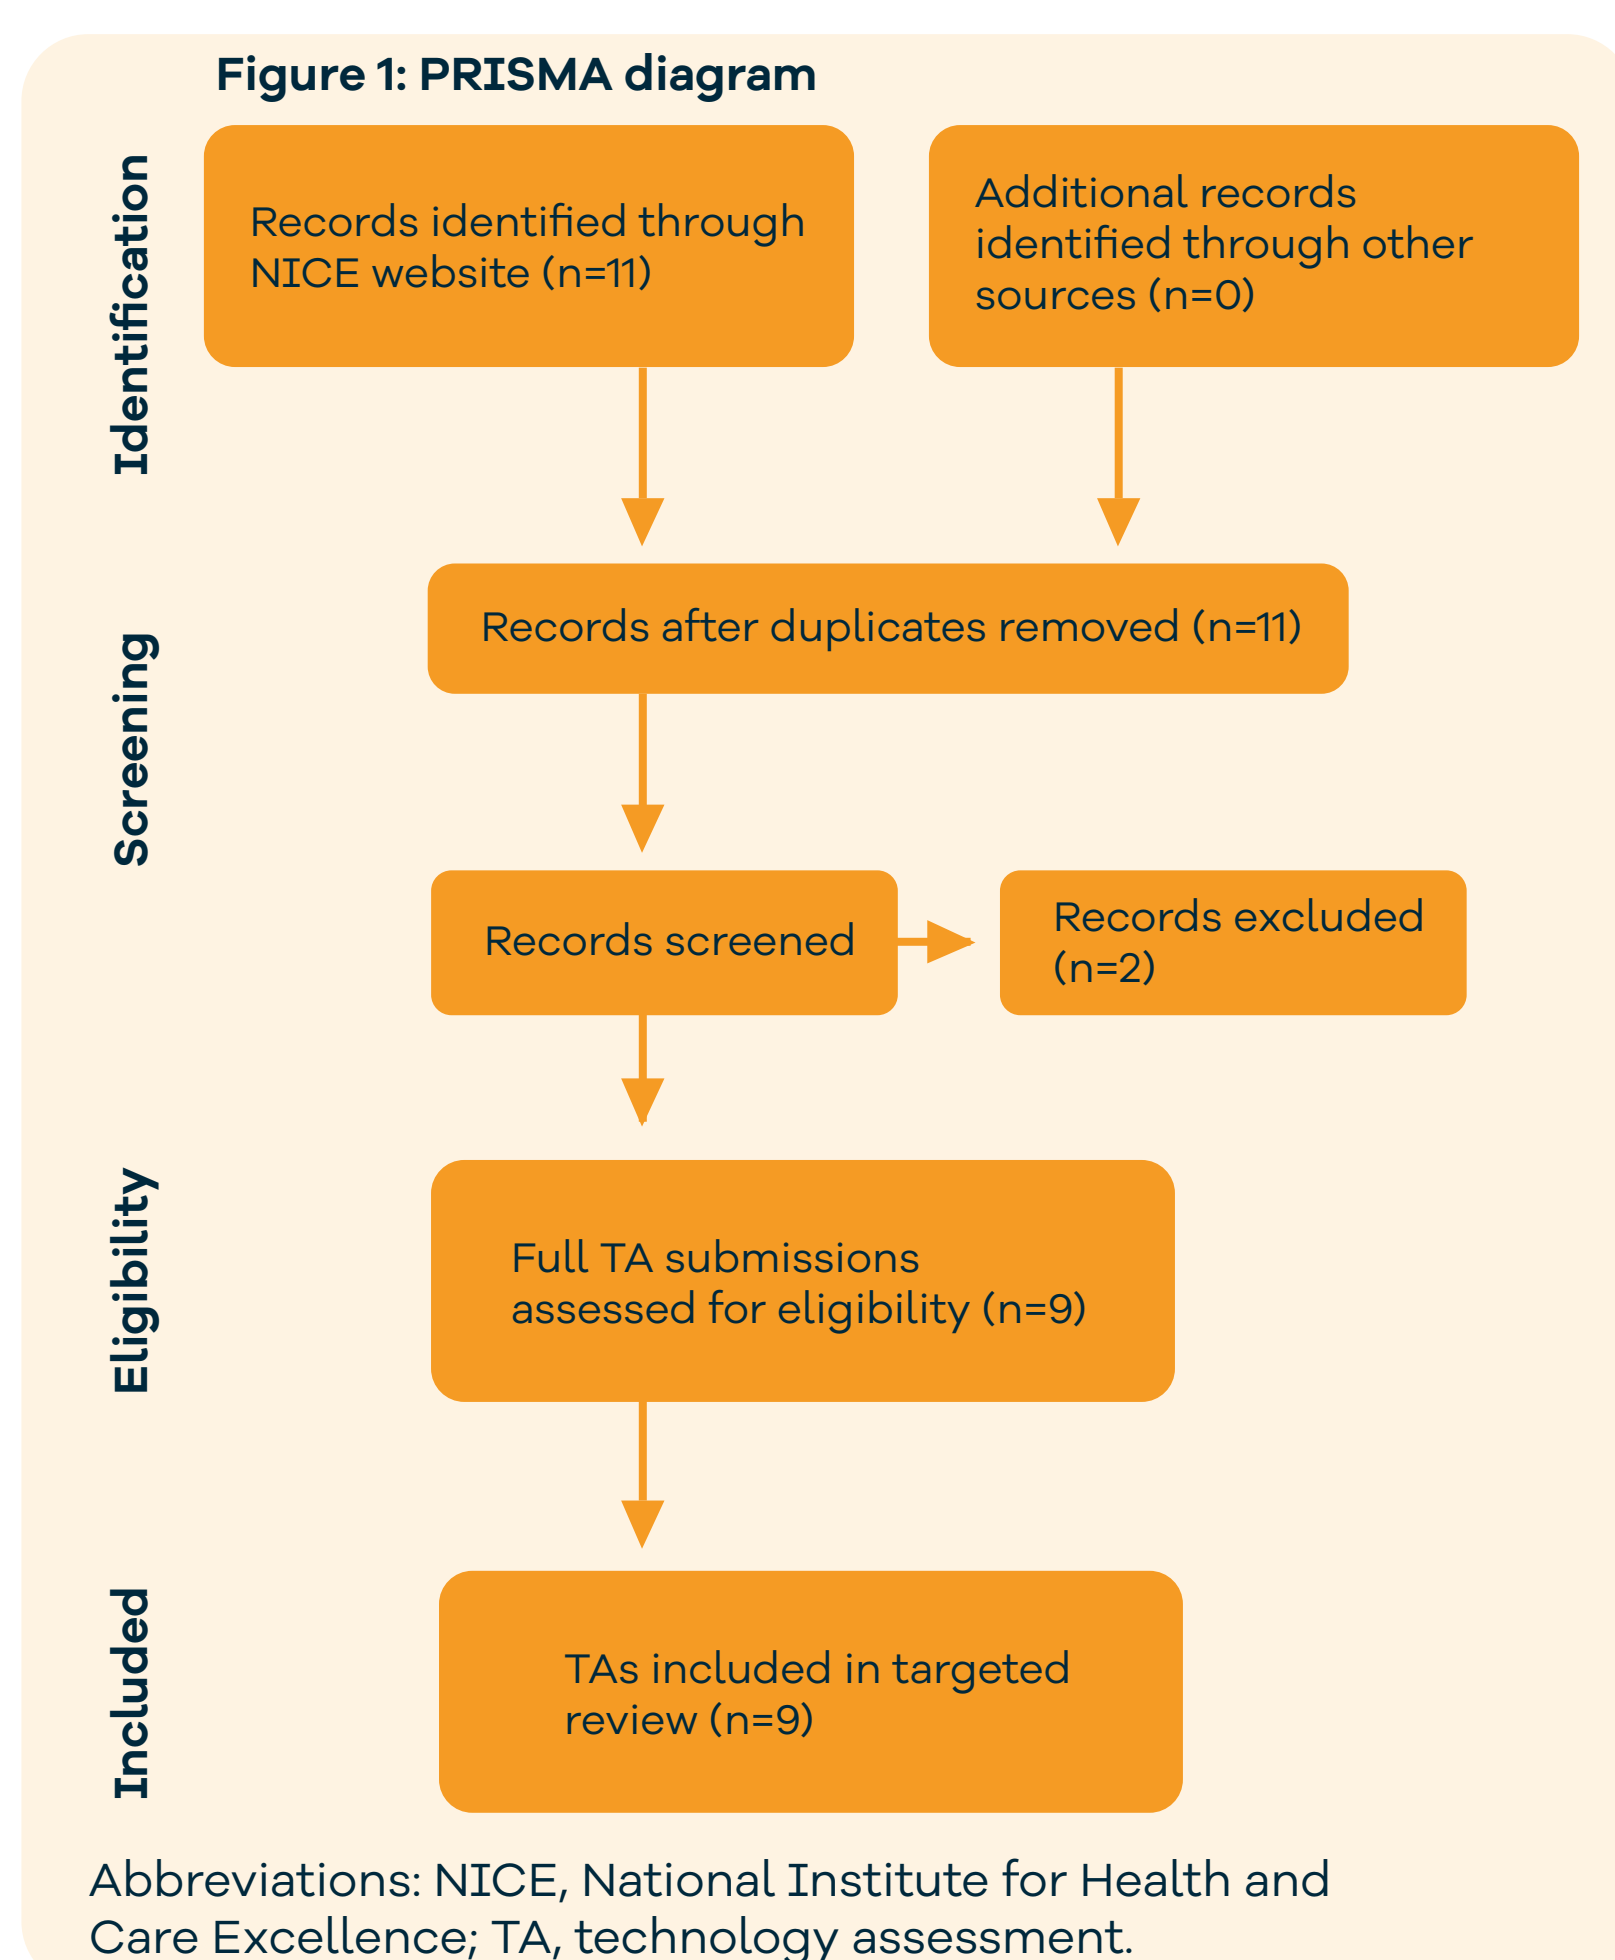 Figure 1: PRISMA diagram
Identification
Records identified through
NICE website (n=11)
Additional records
identified through other
sources (n=0)
Screening
Records after duplicates removed (n=11)
Records screened
Records excluded
(n=2)
Eligibility
Full TA submissions
assessed for eligibility (n=9)
Included
TAs included in targeted
review (n=9)
Abbreviations: NICE, National Institute for Health and
Care Excellence; TA, technology assessment.